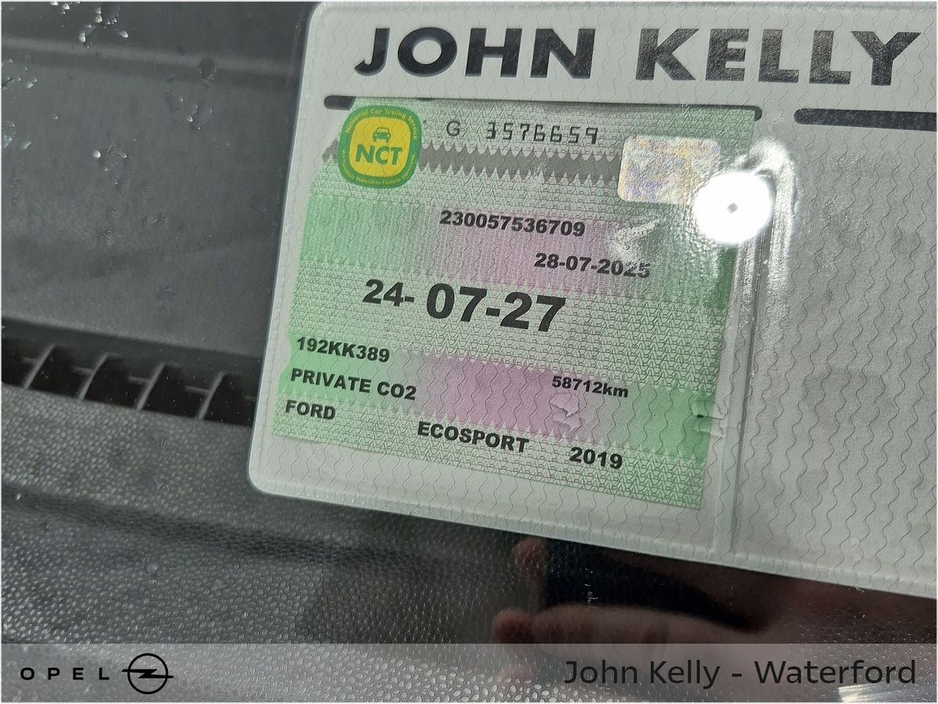 JOHN KELLY
NCT
G 3576659
230057536709
28-07-2025
24-07-27
192KK389
58712km
PRIVATE CO2
FORD
ECOSPORT
2019
OPEL
John Kelly - Waterford